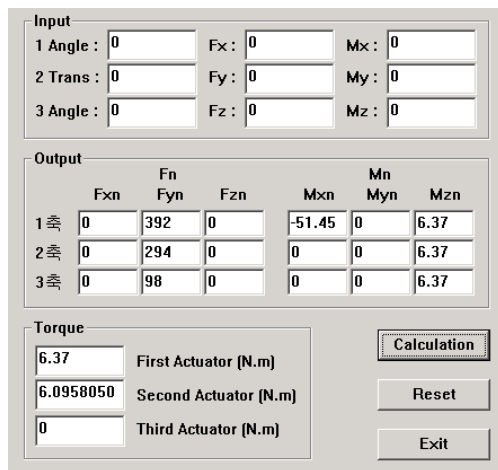 Input
1 Angle : 0 Fx : 0 Mx : 0
2 Trans : 0 Fy : 0 My : 0
3 Angle : 0 Fz : 0 Mz : 0
Output
Fn Mn
Fxn Fyn Fzn Mxn Myn Mzn
1축 0 392 0 -51.45 0 6.37
2축 0 294 0 0 0 6.37
3축 0 98 0 0 0 6.37
Torque
6.37 First Actuator (N.m)
6.0958050 Second Actuator (N.m)
0 Third Actuator (N.m)
Calculation
Reset
Exit